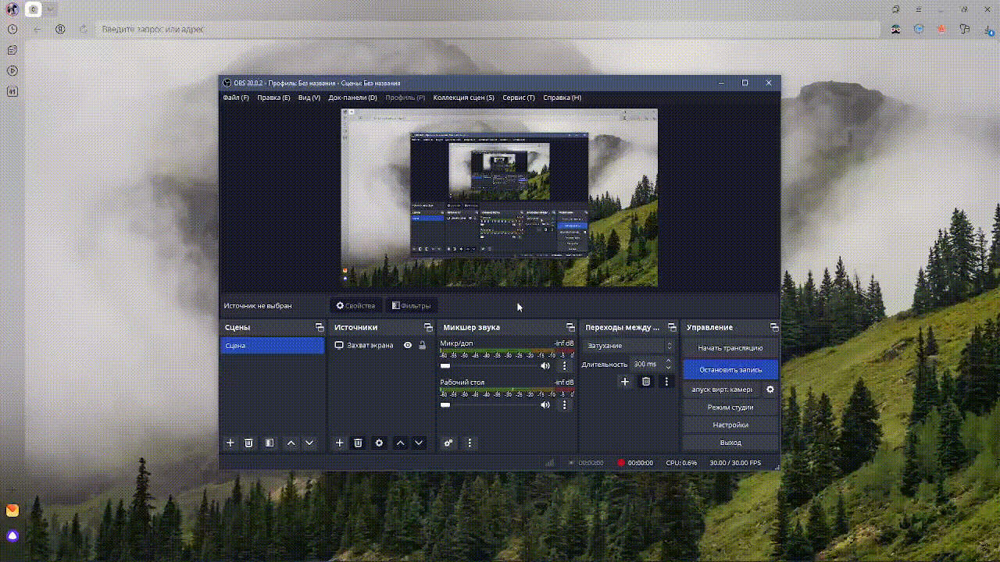 Введите запрос или адрес
OBS 30.0.2 - Профиль: Без названия - Сцены: Без названия
Файл (F) Правка (E) Вид (V) Док-панели (D) Профиль (P) Коллекция сцен (S) Сервис (T) Справка (H)
Источник не выбран Свойства Фильтры
Сцены Источники Микшер звука Переходы между ... Управление
Сцена
Захват экрана
Микр/доп -inf dB
-60 -55 -50 -45 -40 -35 -30 -25 -20 -15 -10 -5 0
Рабочий стол -inf dB
-60 -55 -50 -45 -40 -35 -30 -25 -20 -15 -10 -5 0
Затухание
Длительность 300 ms
Начать трансляцию
Остановить запись
апуск вирт. камеры
Режим студии
Настройки
Выход
00:00:00 00:00:00 CPU: 0.6% 30.00 / 30.00 FPS